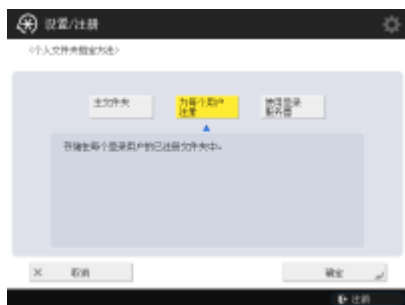 设置/注册
<个人文件夹指定方法>
主文件夹
为每个用户
注册
使用登录
服务器
存储在每个登录用户的已注册文件夹中。
× 取消
确定
注销